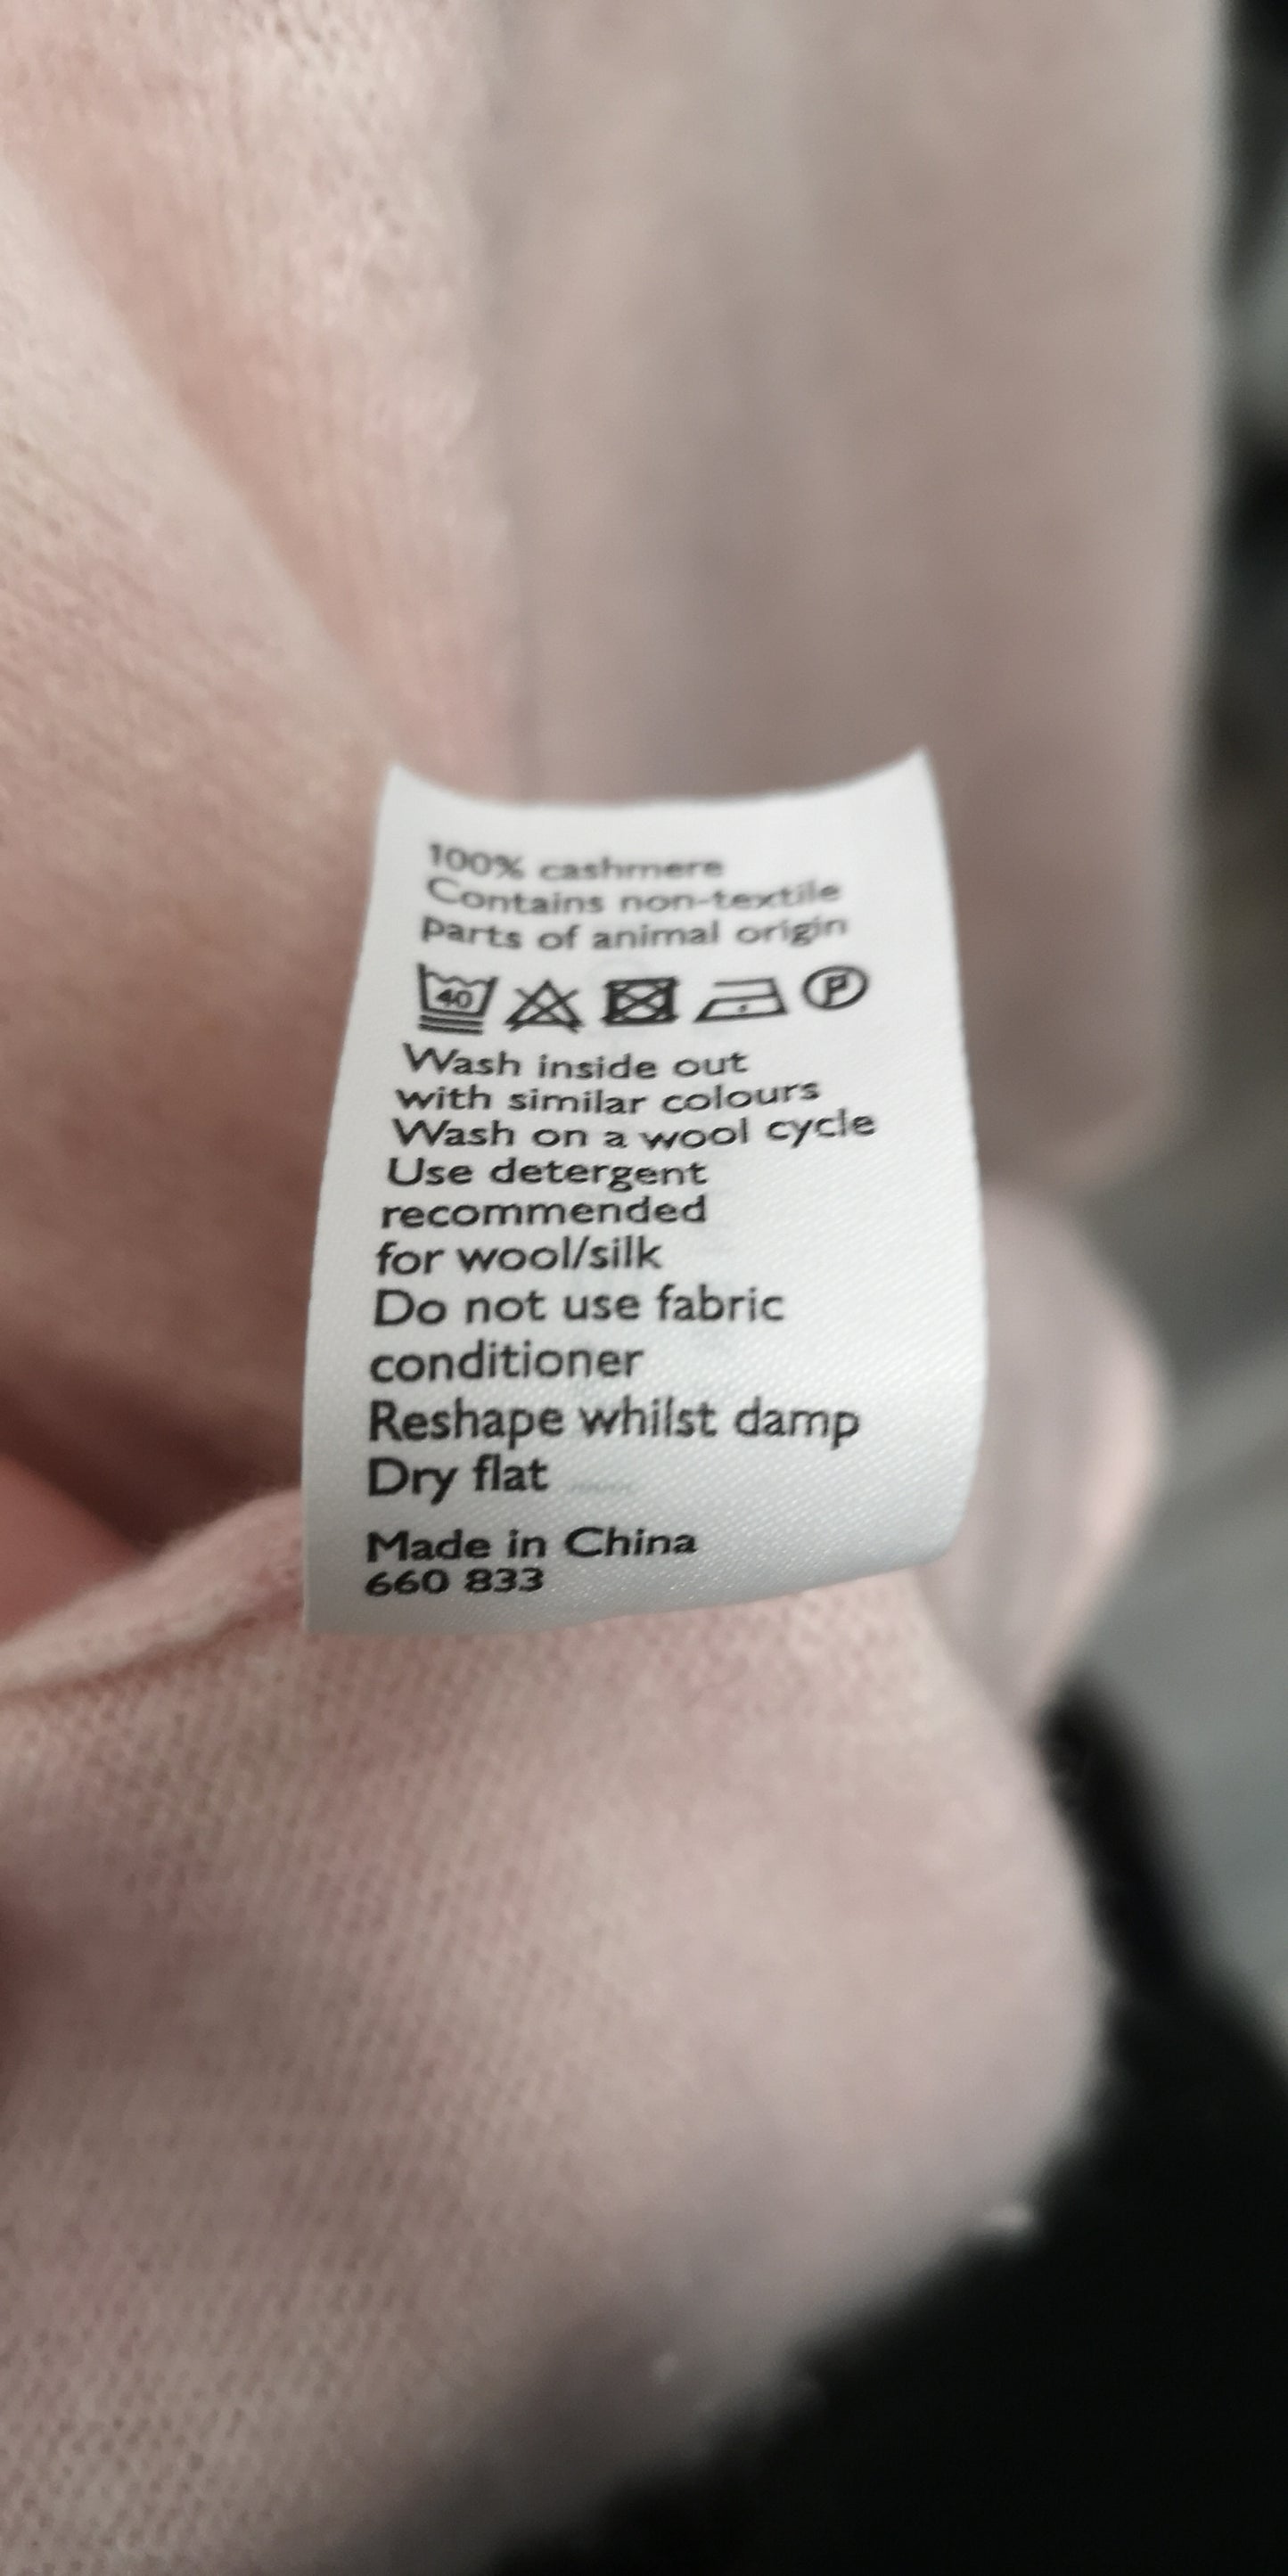 100% cashmere
Contains non-textile
parts of animal origin
40 P
Wash inside out
with similar colours
Wash on a wool cycle
Use detergent
recommended
for wool/silk
Do not use fabric
conditioner
Reshape whilst damp
Dry flat
Made in China
660 833